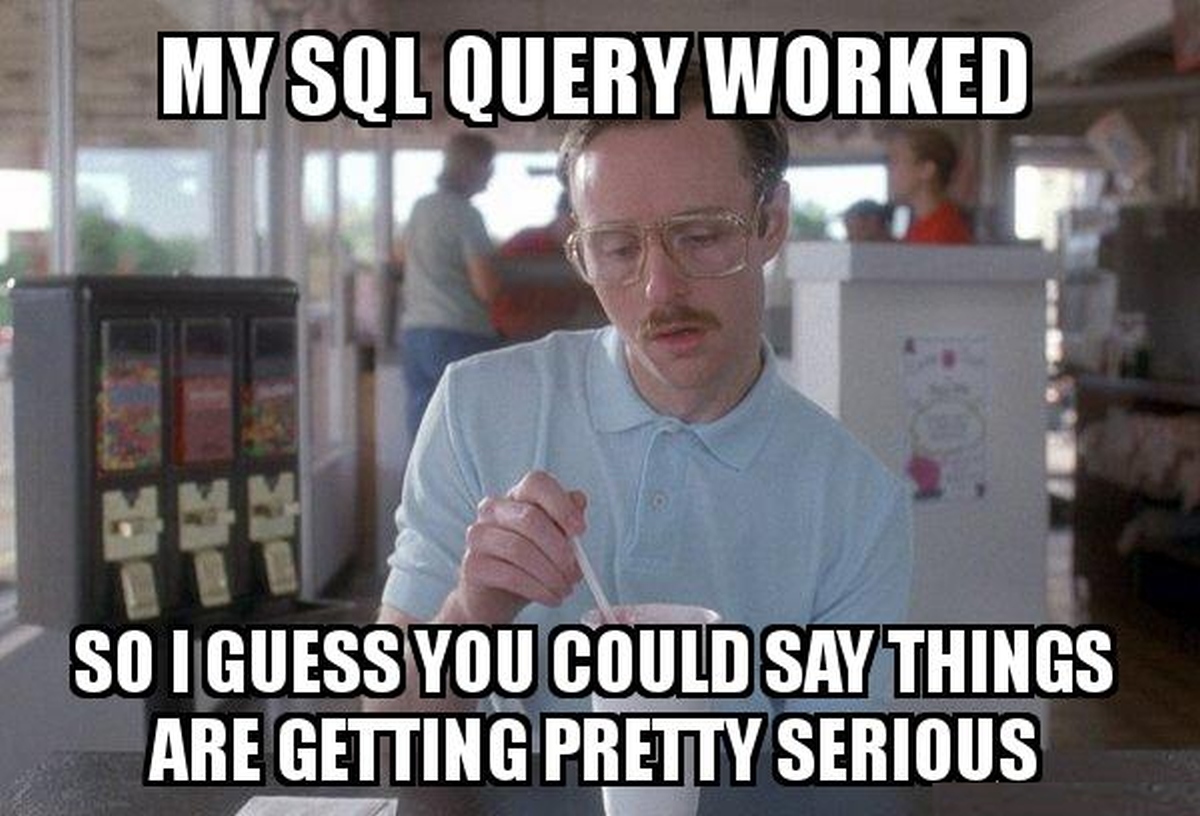 MY SQL QUERY WORKED
SO I GUESS YOU COULD SAY THINGS
ARE GETTING PRETTY SERIOUS